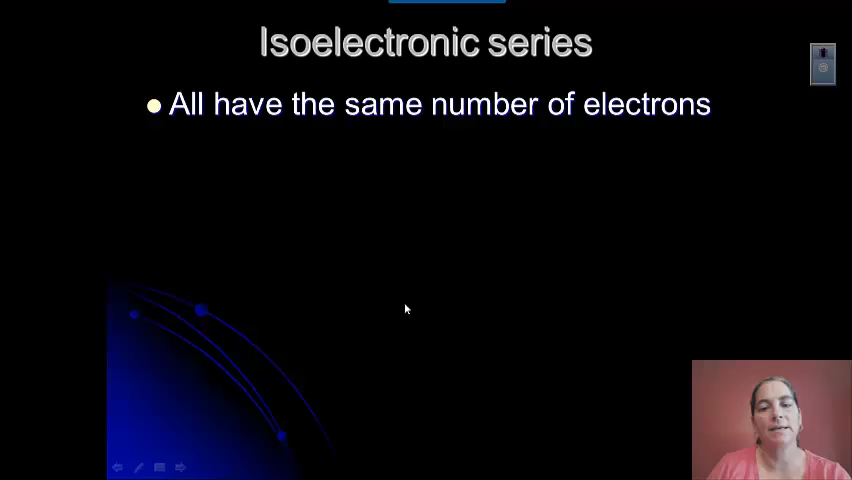 Isoelectronic series
All have the same number of electrons